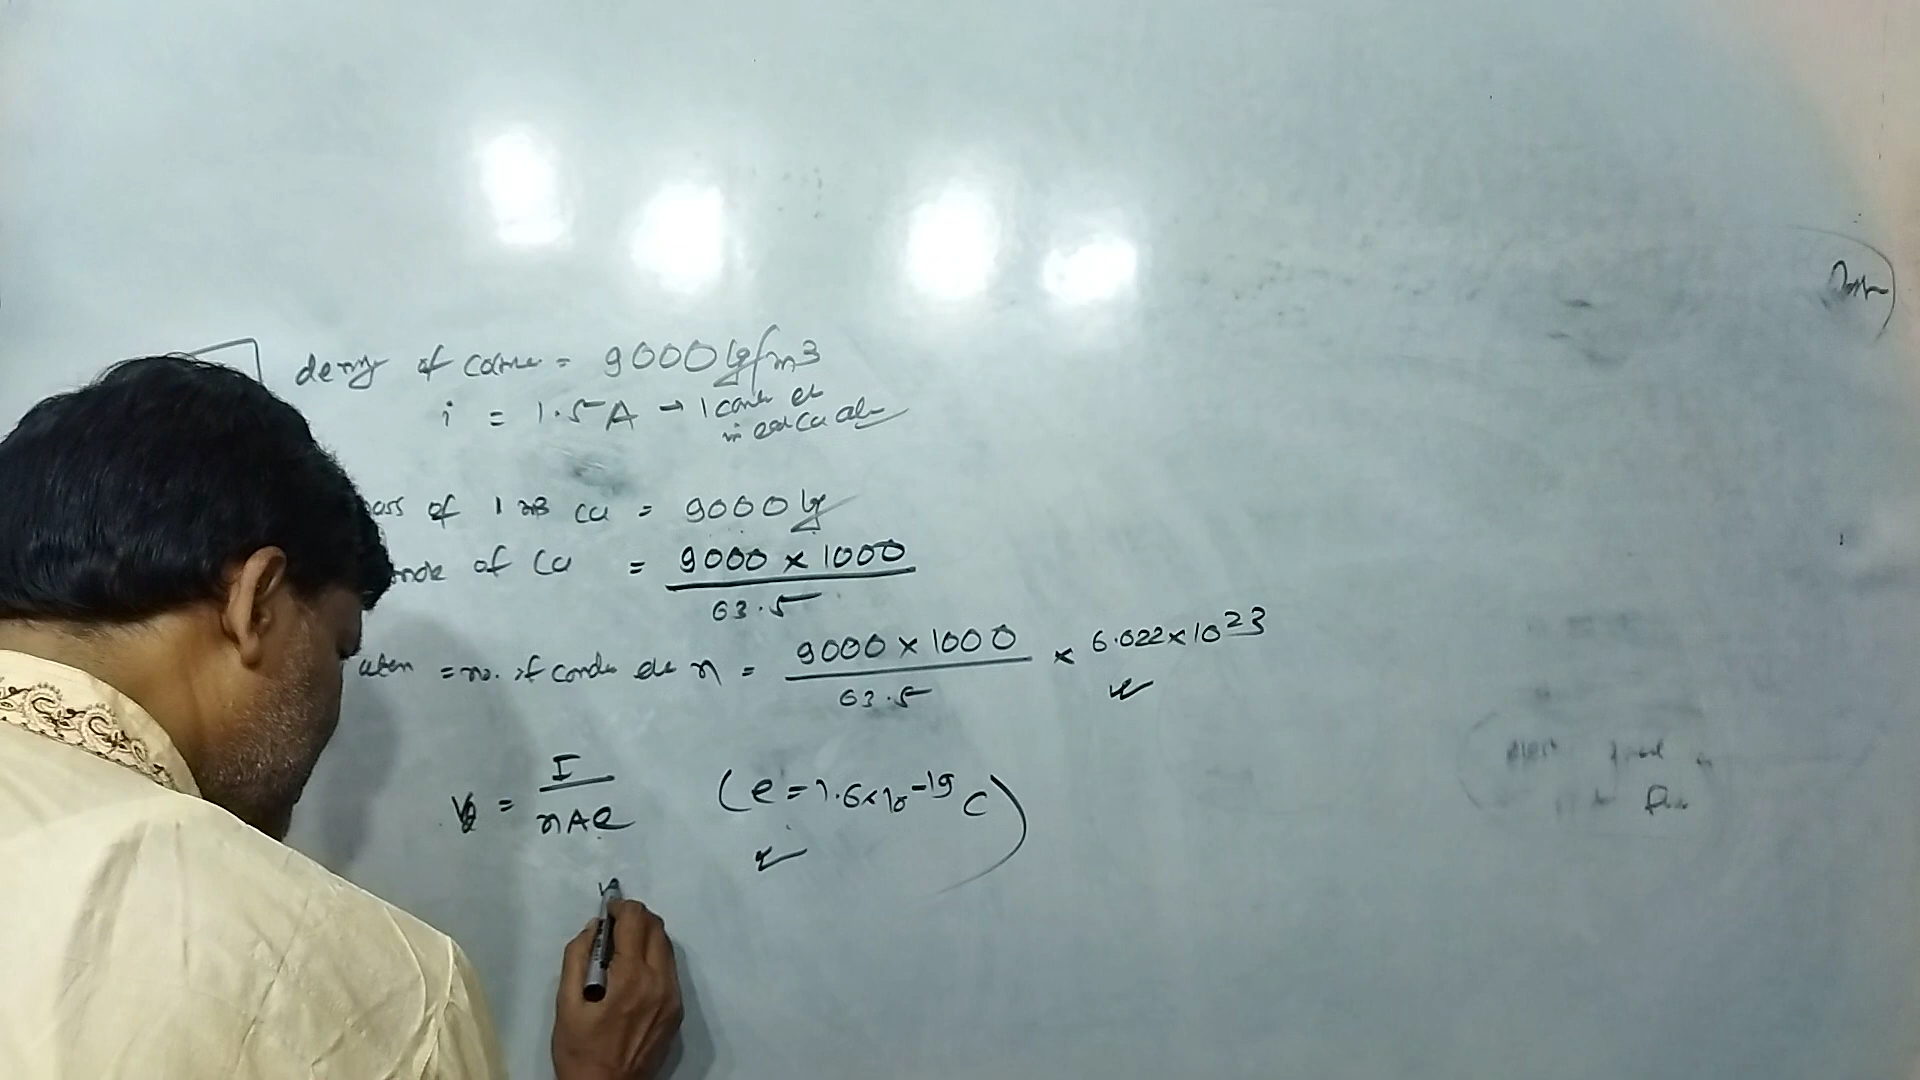 density of copper = 9000 kg/m3
i = 1.5 A → 1 condu el
in each Cu atom
mass of 1 m3 Cu = 9000 kg
mole of Cu = 9000 × 1000
63.5
atom = no. of condu ele n = 9000 × 1000 × 6.022×10^23
63.5
Vd = I (e = 1.6×10^-19 C)
nAe